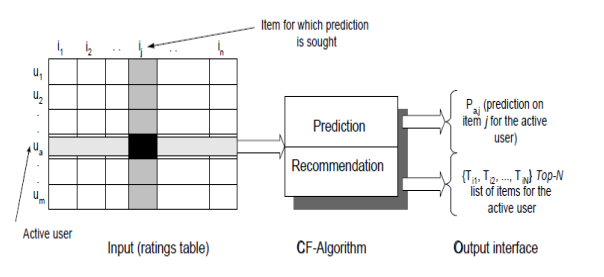 Item for which prediction
is sought
i1 i2 . . ij . . in
u1
u2
.
.
ua
.
.
um
Active user
Prediction
Recommendation
Pa,j (prediction on
item j for the active
user)
{Ti1, Ti2, ..., TiN} Top-N
list of items for the
active user
Input (ratings table)
CF-Algorithm
Output interface